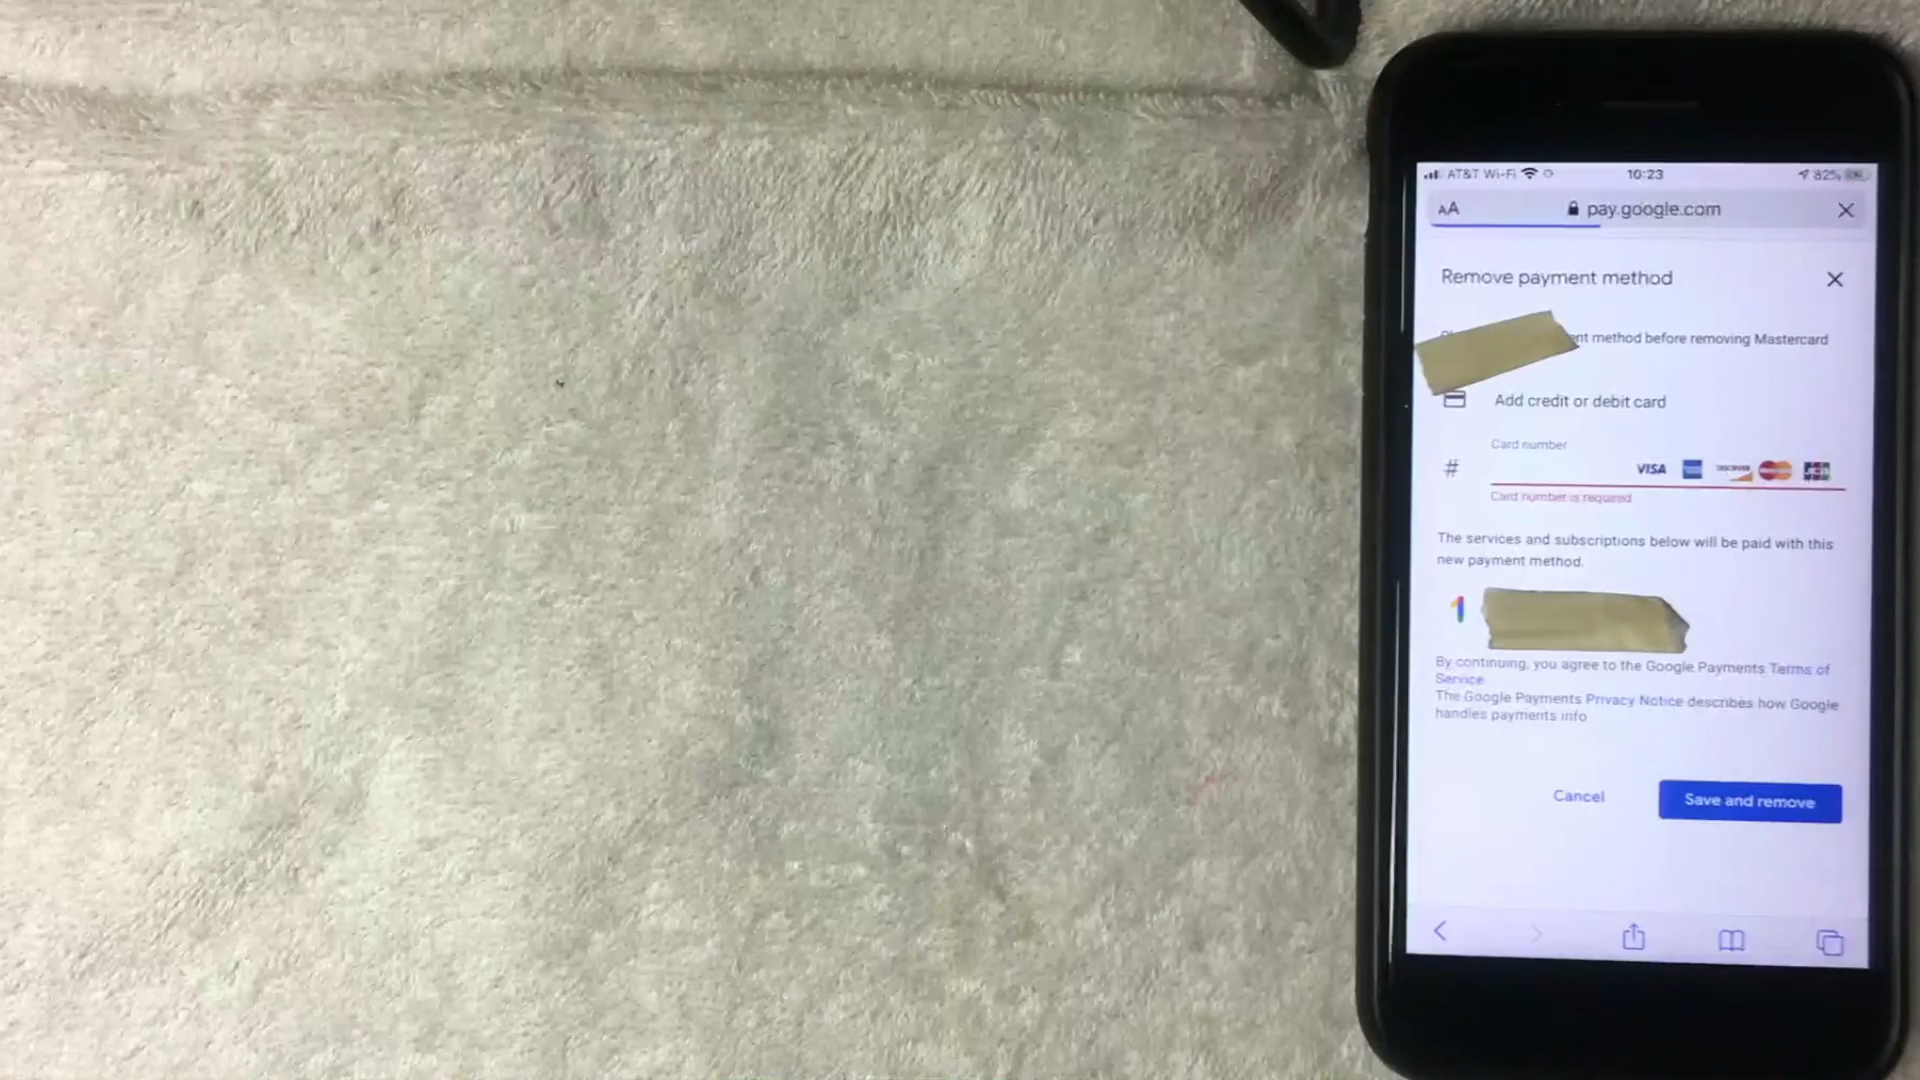 AT&T Wi-Fi 10:23 82%
AA pay.google.com
Remove payment method
ent method before removing Mastercard
Add credit or debit card
Card number
# VISA DISCOVER JCB
Card number is required
The services and subscriptions below will be paid with this
new payment method.
1
By continuing, you agree to the Google Payments Terms of
Service
The Google Payments Privacy Notice describes how Google
handles payments info
Cancel Save and remove